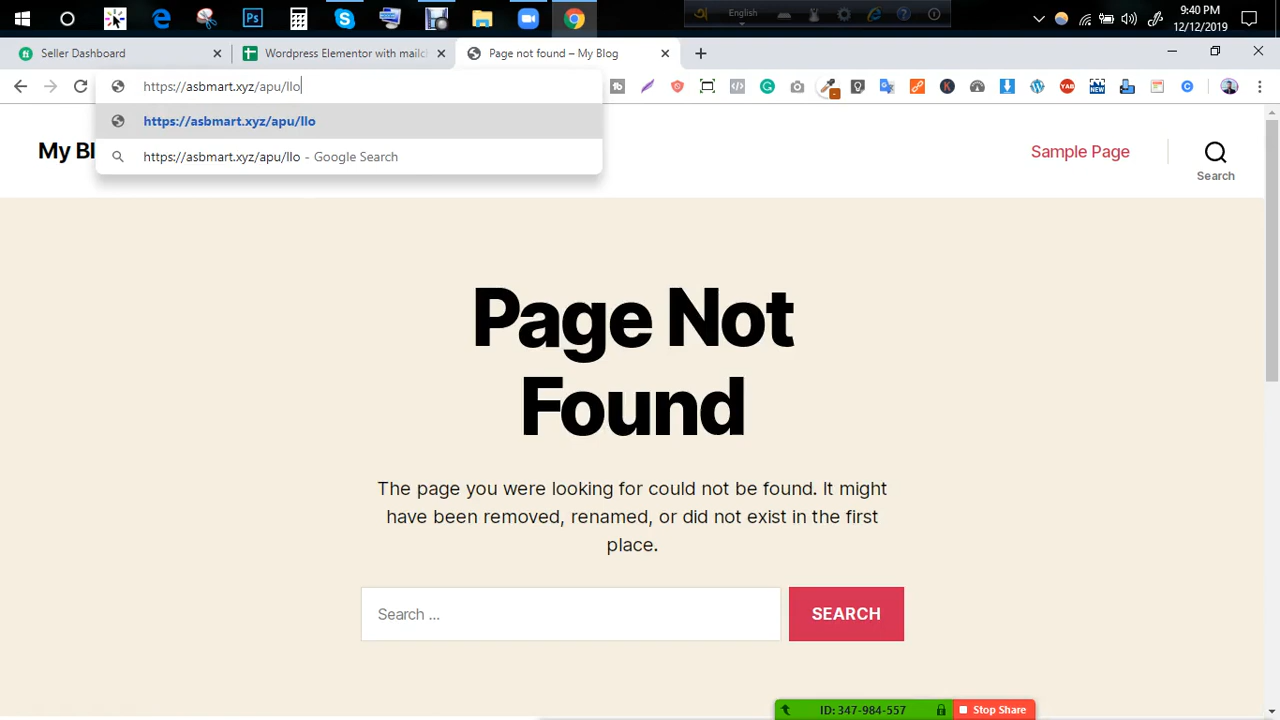 English
9:40 PM
12/12/2019
Seller Dashboard
Wordpress Elementor with mailch
Page not found – My Blog
https://asbmart.xyz/apu/llo
https://asbmart.xyz/apu/llo
https://asbmart.xyz/apu/llo - Google Search
My Bl
Sample Page
Search
Page Not
Found
The page you were looking for could not be found. It might
have been removed, renamed, or did not exist in the first
place.
Search …
SEARCH
ID: 347-984-557
Stop Share